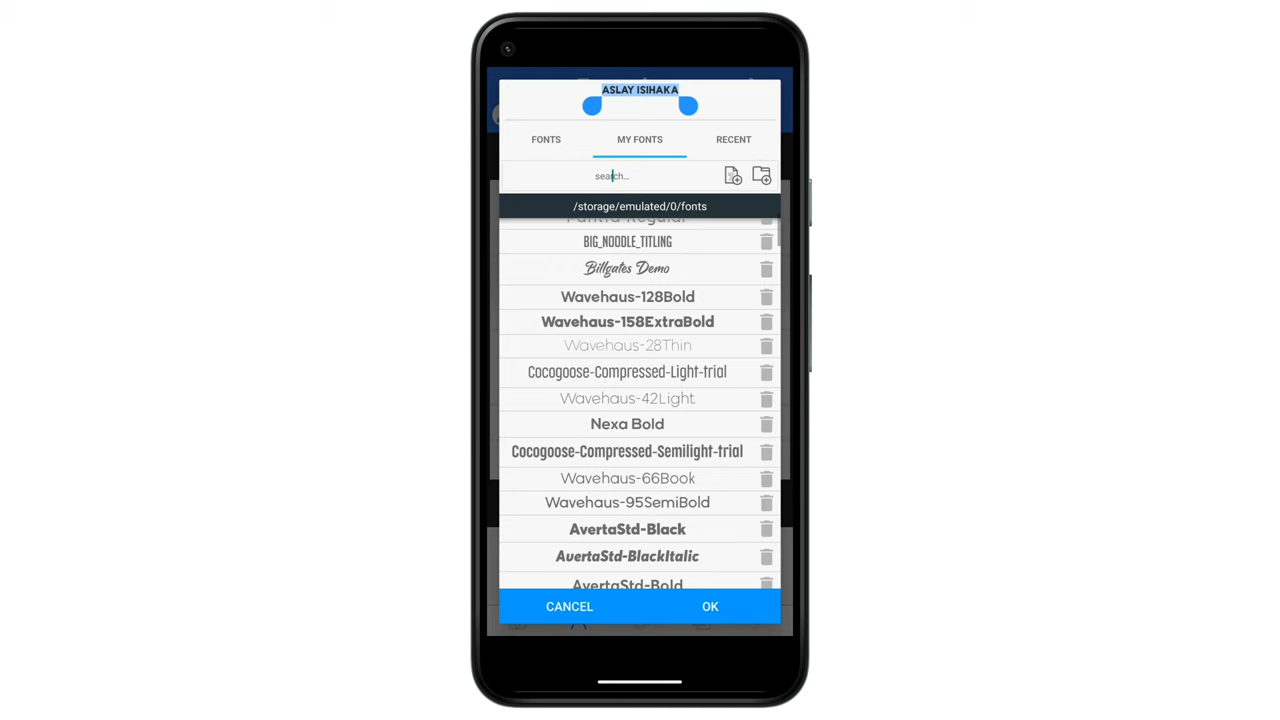 ASLAY ISIHAKA
FONTS MY FONTS RECENT
search...
/storage/emulated/0/fonts
BIG_NOODLE_TITLING
Billgates Demo
Wavehaus-128Bold
Wavehaus-158ExtraBold
Wavehaus-28Thin
Cocogoose-Compressed-Light-trial
Wavehaus-42Light
Nexa Bold
Cocogoose-Compressed-Semilight-trial
Wavehaus-66Book
Wavehaus-95SemiBold
AvertaStd-Black
AvertaStd-BlackItalic
AvertaStd-Bold
CANCEL OK